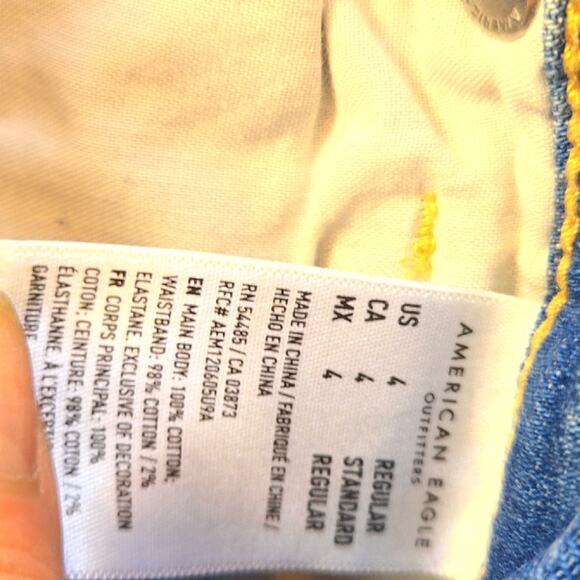 AMERICAN EAGLE
OUTFITTERS
US 4 REGULAR
CA 4 STANDARD
MX 4 REGULAR
MADE IN CHINA / FABRIQUÉ EN CHINE /
HECHO EN CHINA
RN 54485 / CA 03873
RFC# AEM120605U9A
EN MAIN BODY: 100% COTTON;
WAISTBAND: 98% COTTON / 2%
ELASTANE. EXCLUSIVE OF DECORATION
FR CORPS PRINCIPAL: 100%
COTON; CEINTURE: 98% COTON / 2%
ÉLASTHANNE. À
GARNITURE